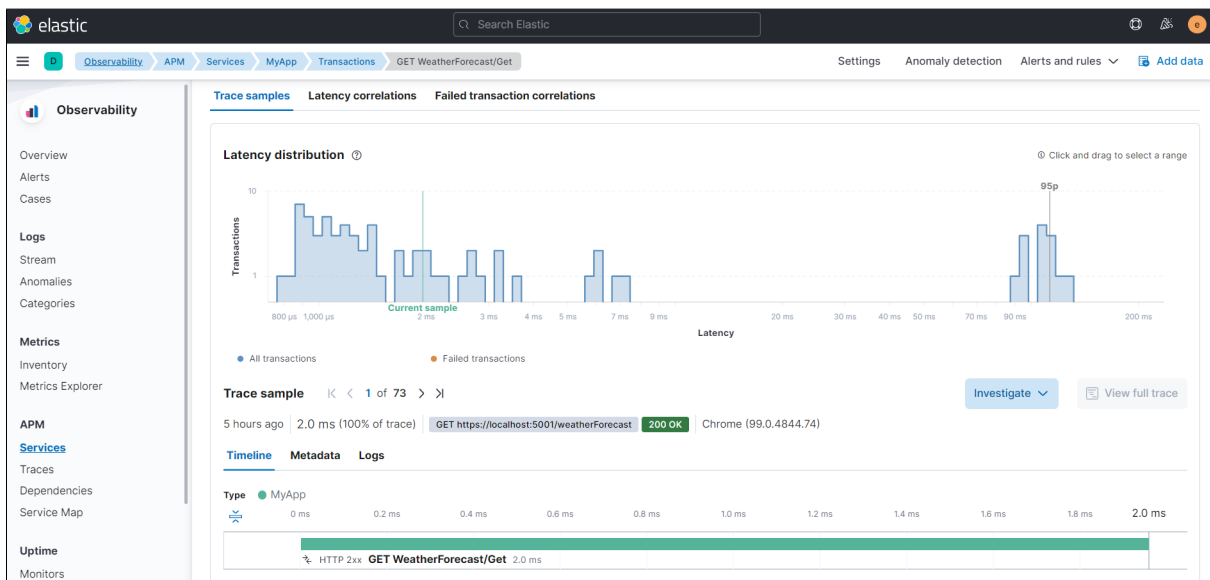 elastic
Search Elastic
e
D
Observability APM Services MyApp Transactions GET WeatherForecast/Get
Settings Anomaly detection Alerts and rules Add data
Observability
Overview
Alerts
Cases
Logs
Stream
Anomalies
Categories
Metrics
Inventory
Metrics Explorer
APM
Services
Traces
Dependencies
Service Map
Uptime
Monitors
Trace samples Latency correlations Failed transaction correlations
Latency distribution
Click and drag to select a range
95p
10
1
Transactions
Current sample
800 µs 1,000 µs 2 ms 3 ms 4 ms 5 ms 7 ms 9 ms 20 ms 30 ms 40 ms 50 ms 70 ms 90 ms 200 ms
Latency
All transactions Failed transactions
Trace sample 1 of 73
Investigate View full trace
5 hours ago 2.0 ms (100% of trace) GET https://localhost:5001/weatherForecast 200 OK Chrome (99.0.4844.74)
Timeline Metadata Logs
Type MyApp
0 ms 0.2 ms 0.4 ms 0.6 ms 0.8 ms 1.0 ms 1.2 ms 1.4 ms 1.6 ms 1.8 ms 2.0 ms
HTTP 2xx GET WeatherForecast/Get 2.0 ms